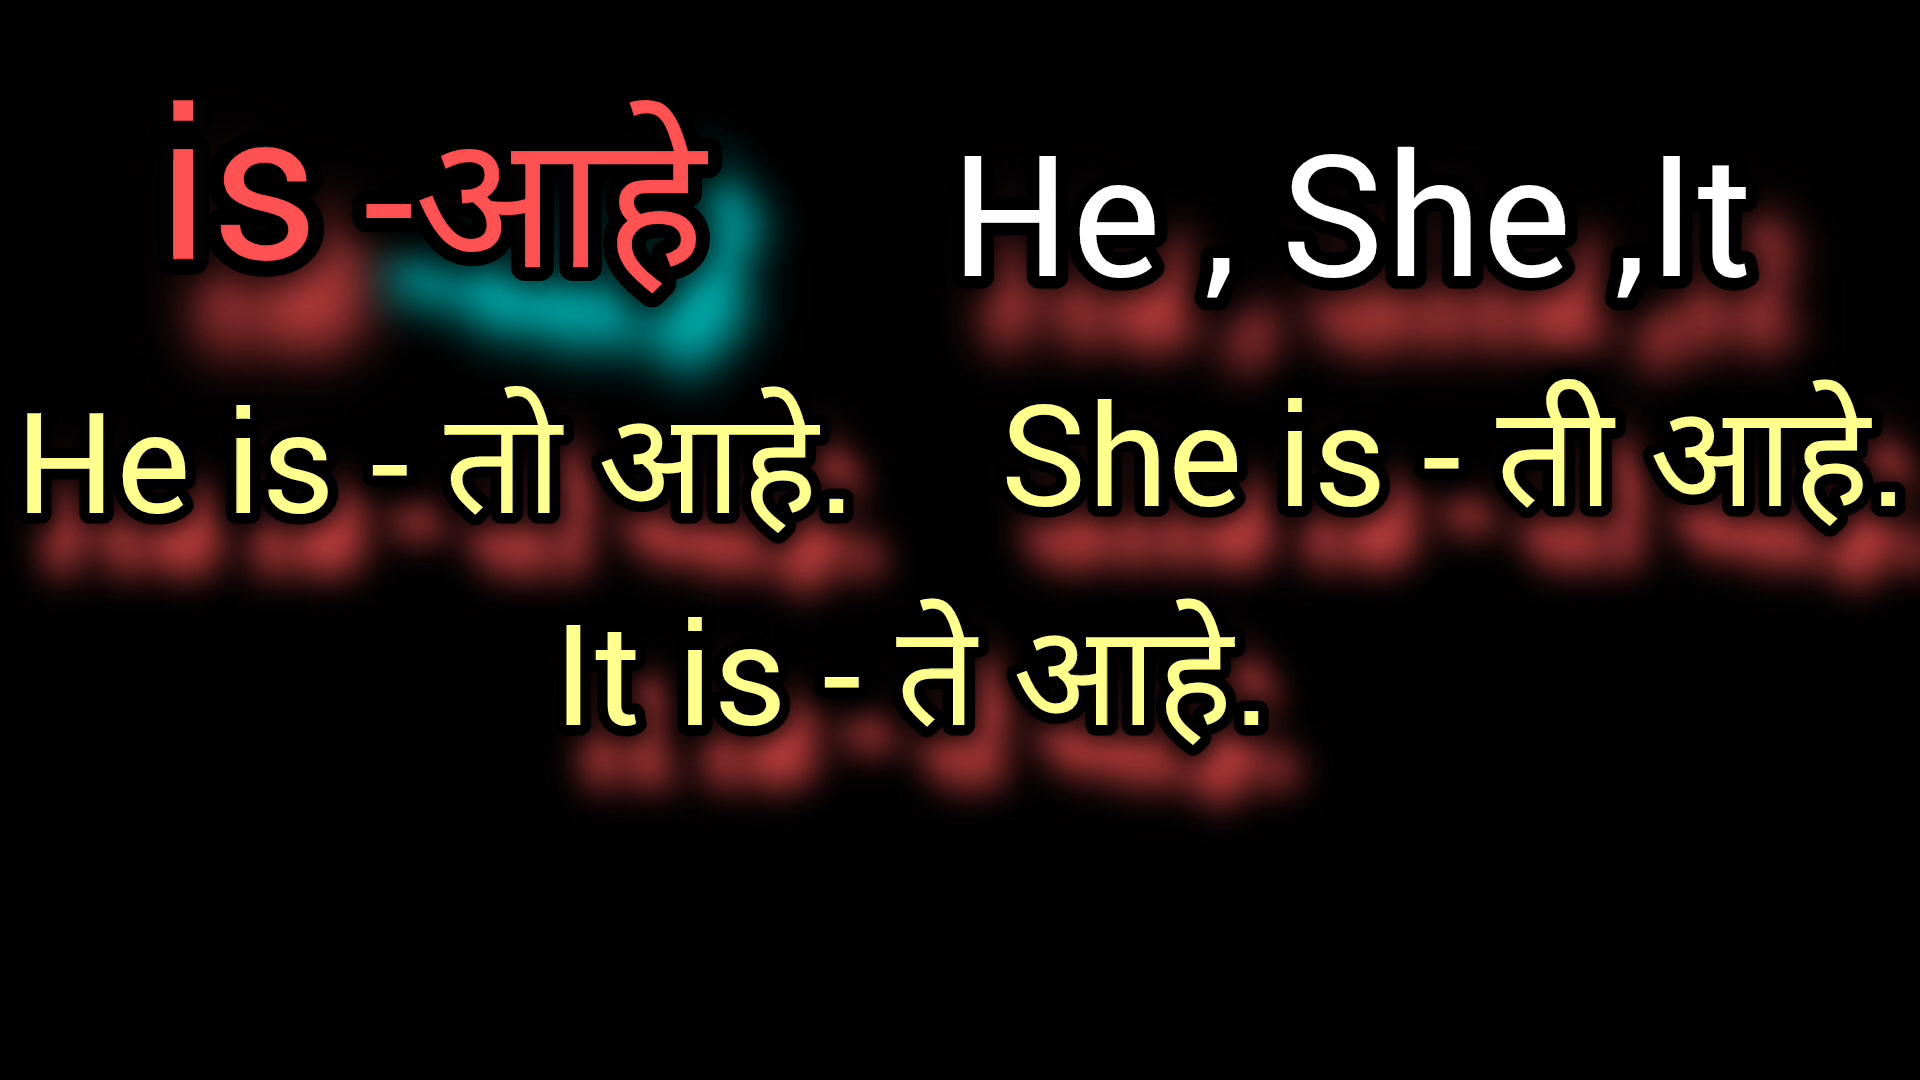 is -आहे
He , She ,It
He is - तो आहे.
She is - ती आहे.
It is - ते आहे.